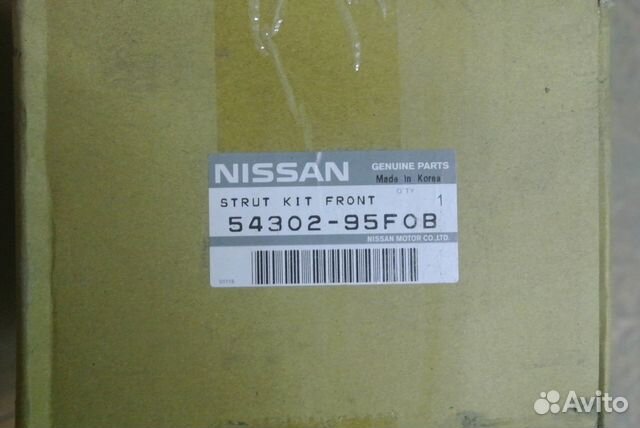 NISSAN GENUINE PARTS
Made in Korea
Q'TY
STRUT KIT FRONT 1
54302-95F0B
NISSAN MOTOR CO.,LTD.
Avito